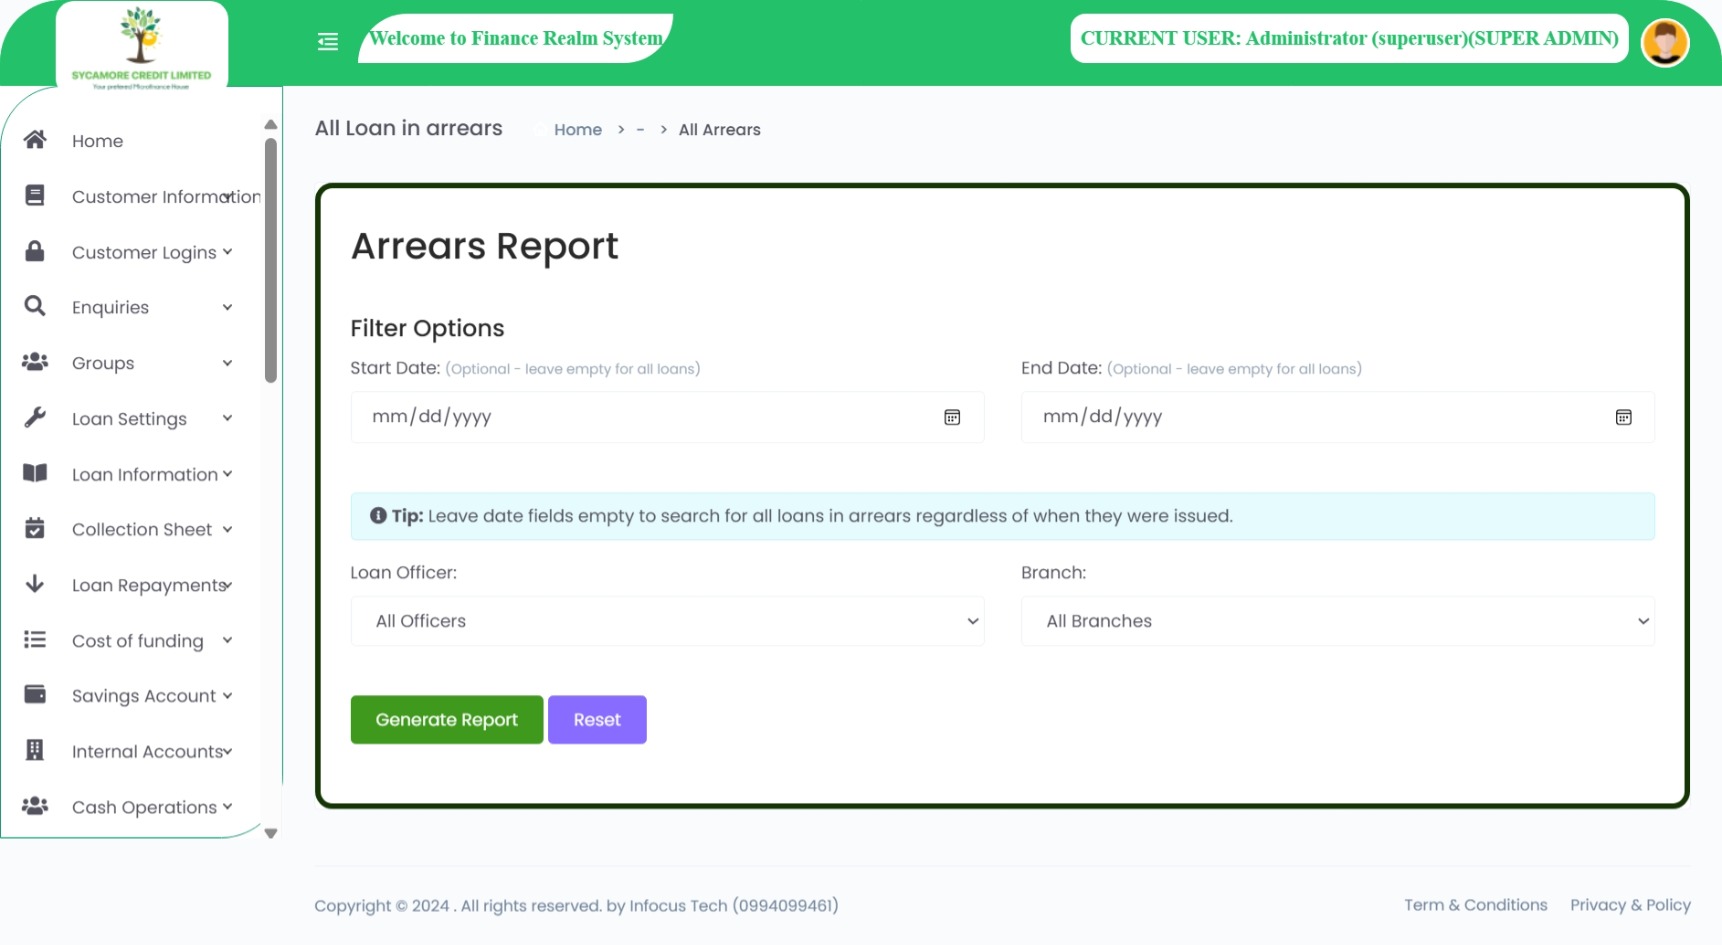 SYCAMORE CREDIT LIMITED
Your prefered Microfinance House
Welcome to Finance Realm System
CURRENT USER: Administrator (superuser)(SUPER ADMIN)
Home
Customer Information
Customer Logins
Enquiries
Groups
Loan Settings
Loan Information
Collection Sheet
Loan Repayments
Cost of funding
Savings Account
Internal Accounts
Cash Operations
All Loan in arrears
Home > - > All Arrears
Arrears Report
Filter Options
Start Date: (Optional - leave empty for all loans)
End Date: (Optional - leave empty for all loans)
mm/dd/yyyy
mm/dd/yyyy
Tip: Leave date fields empty to search for all loans in arrears regardless of when they were issued.
Loan Officer:
Branch:
All Officers
All Branches
Generate Report
Reset
Copyright © 2024 . All rights reserved. by Infocus Tech (0994099461)
Term & Conditions
Privacy & Policy